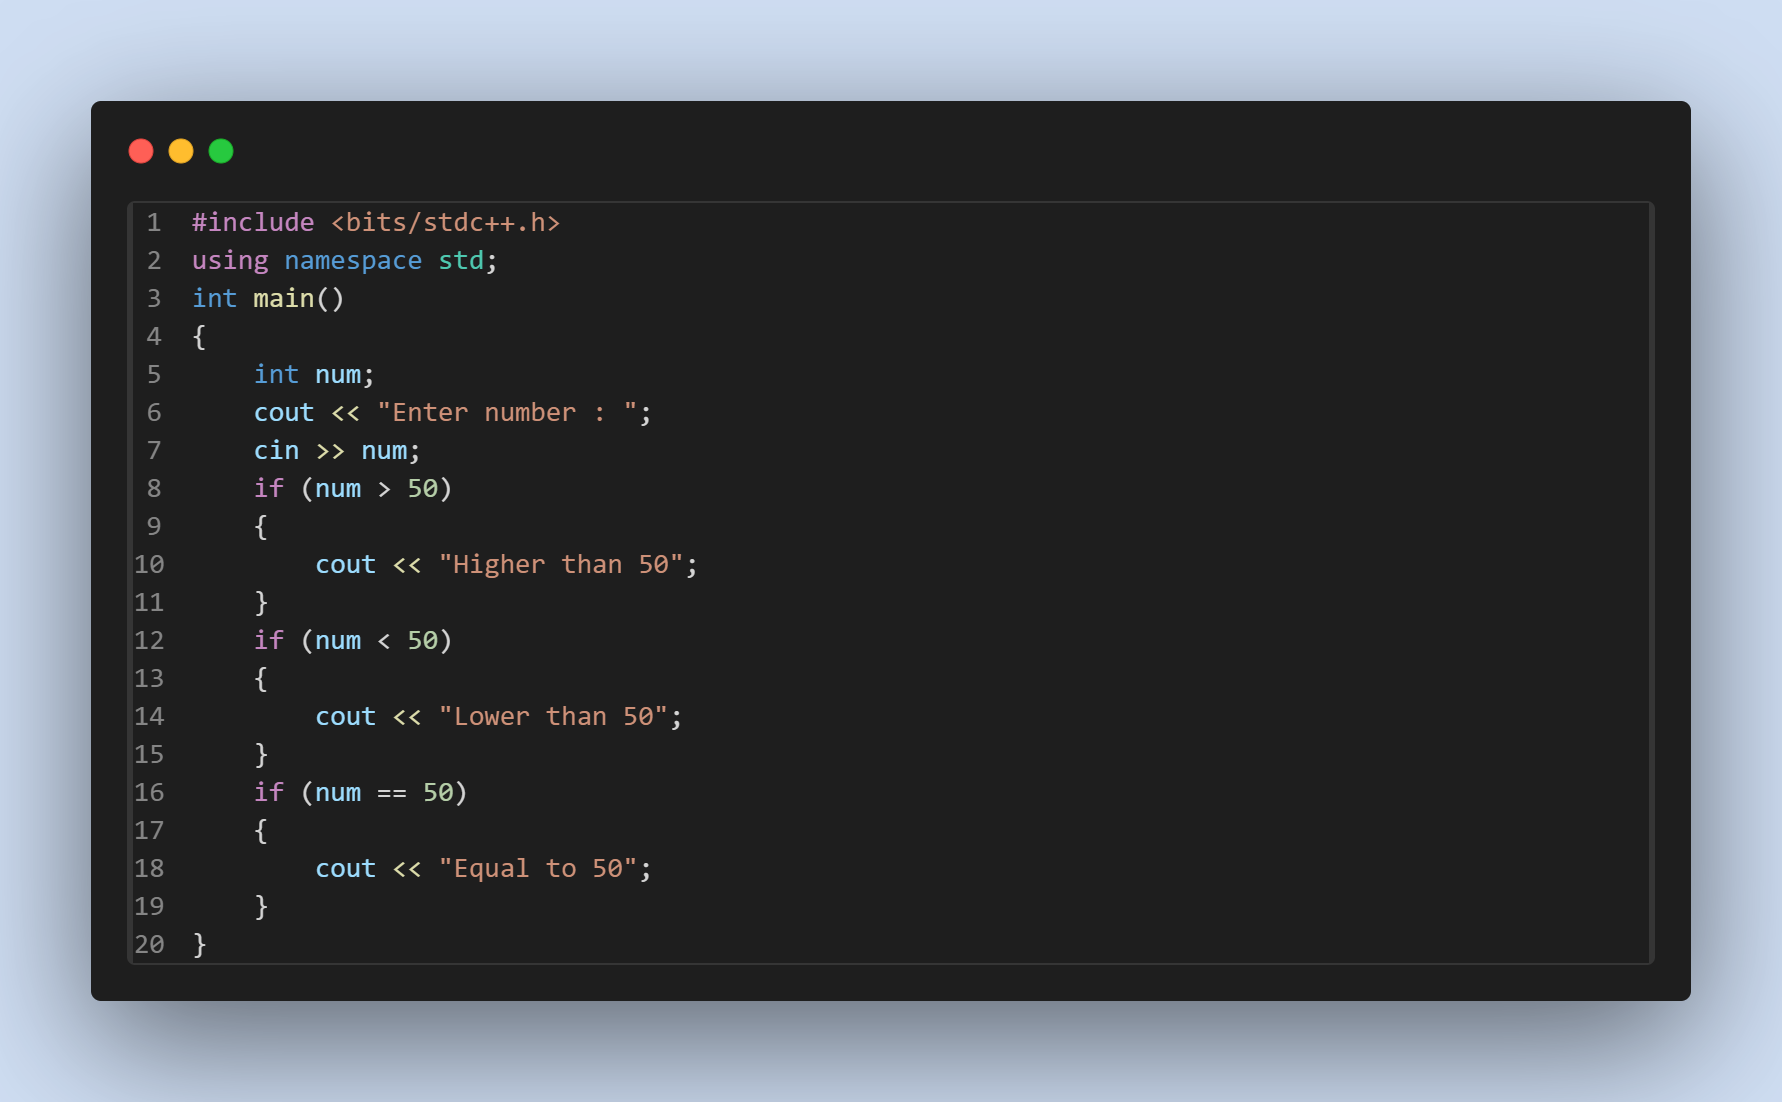 1 #include <bits/stdc++.h>
2 using namespace std;
3 int main()
4 {
5     int num;
6     cout << "Enter number : ";
7     cin >> num;
8     if (num > 50)
9     {
10         cout << "Higher than 50";
11     }
12     if (num < 50)
13     {
14         cout << "Lower than 50";
15     }
16     if (num == 50)
17     {
18         cout << "Equal to 50";
19     }
20 }